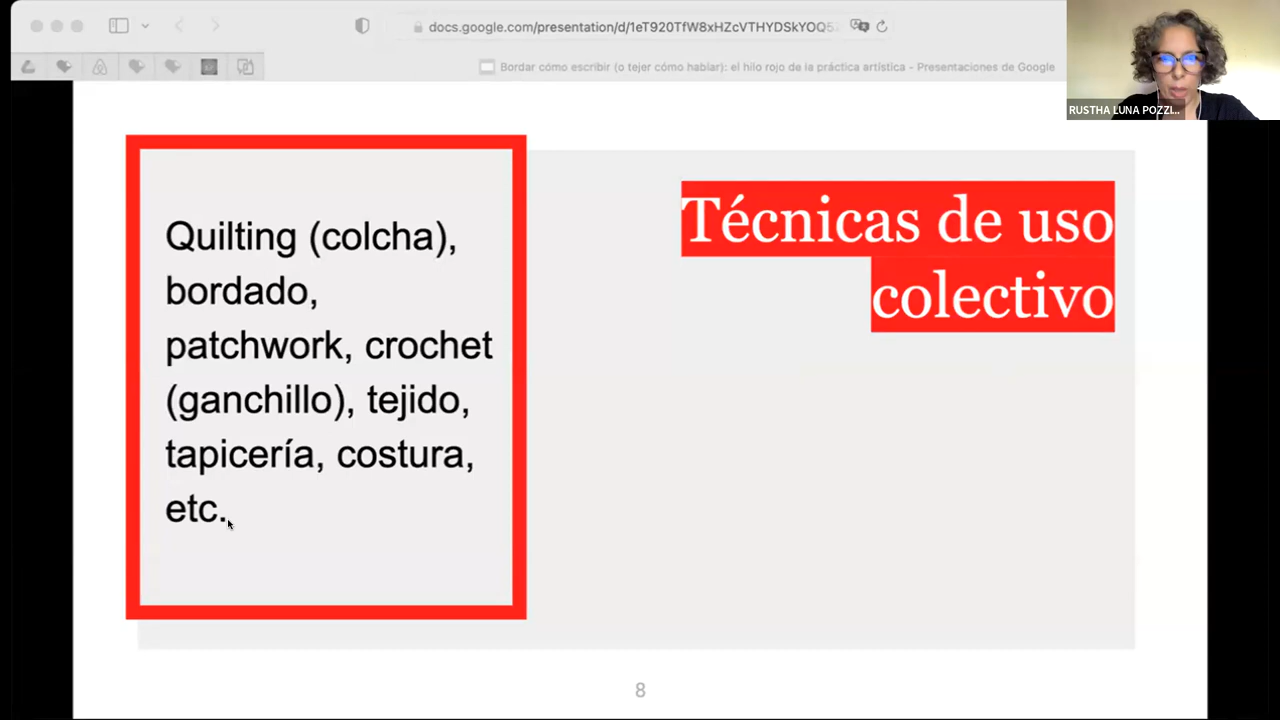 docs.google.com/presentation/d/1eT920TfW8xHZcVTHYDSkYOQ5
Bordar cómo escribir (o tejer cómo hablar): el hilo rojo de la práctica artística - Presentaciones de Google
RUSTHA LUNA POZZI...
Técnicas de uso
colectivo
Quilting (colcha),
bordado,
patchwork, crochet
(ganchillo), tejido,
tapicería, costura,
etc.
8